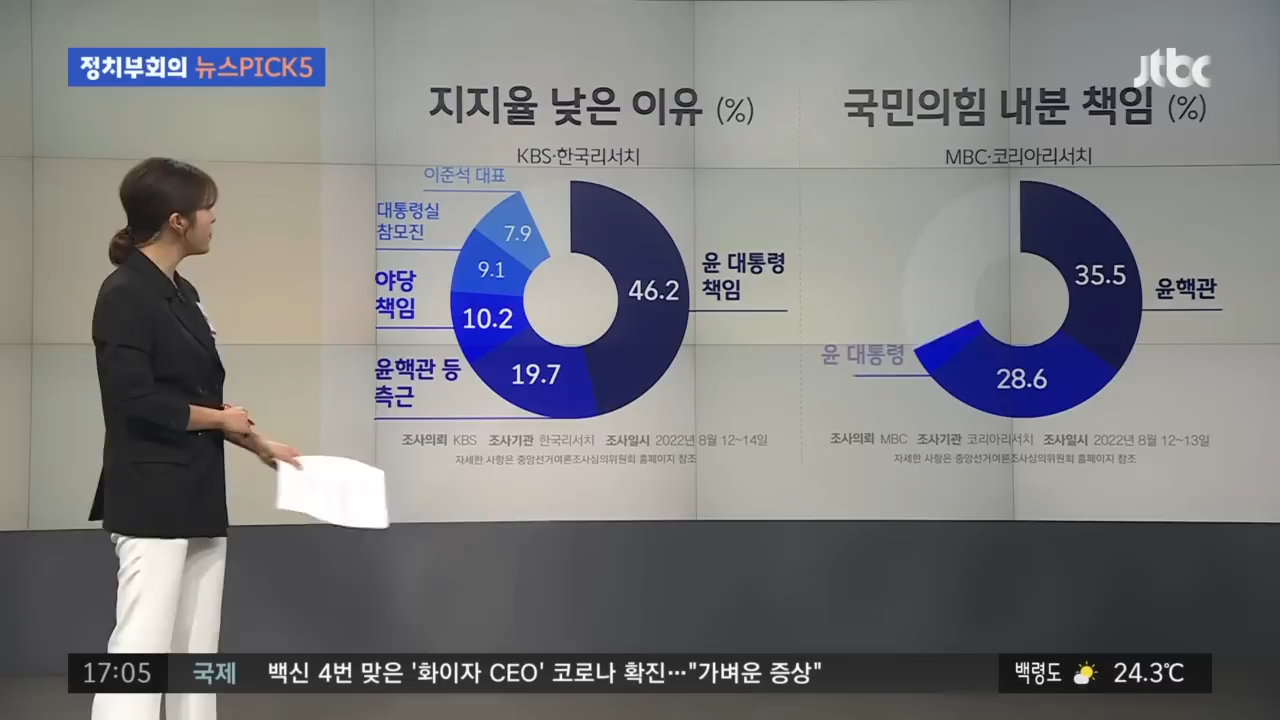 정치부회의 뉴스PICK5
jtbc
지지율 낮은 이유 (%)
KBS·한국리서치
이준석 대표
7.9
대통령실
참모진
9.1
야당
책임
10.2
윤핵관 등
측근
19.7
46.2
윤 대통령
책임
조사의뢰 KBS 조사기관 한국리서치 조사일시 2022년 8월 12~14일
자세한 사항은 중앙선거여론조사심의위원회 홈페이지 참조
국민의힘 내분 책임 (%)
MBC·코리아리서치
35.5
윤핵관
윤 대통령
28.6
조사의뢰 MBC 조사기관 코리아리서치 조사일시 2022년 8월 12~13일
자세한 사항은 중앙선거여론조사심의위원회 홈페이지 참조
17:05 국제 백신 4번 맞은 '화이자 CEO' 코로나 확진…"가벼운 증상"
백령도 24.3℃